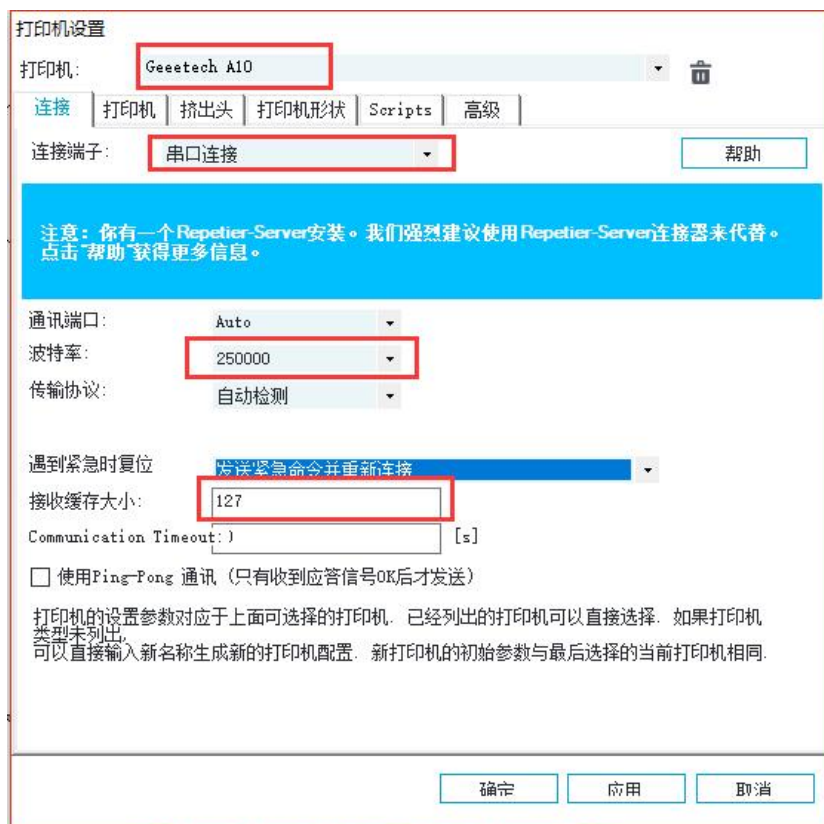 打印机设置
打印机: Geeetech A10
连接 打印机 挤出头 打印机形状 Scripts 高级
连接端子: 串口连接 帮助
注意: 你有一个Repetier-Server安装。我们强烈建议使用Repetier-Server连接器来代替。
点击"帮助"获得更多信息。
通讯端口: Auto
波特率: 250000
传输协议: 自动检测
遇到紧急时复位 发送紧急命令并重新连接
接收缓存大小: 127
Communication Timeout:) [s]
使用Ping-Pong 通讯 (只有收到应答信号OK后才发送)
打印机的设置参数对应于上面可选择的打印机. 已经列出的打印机可以直接选择. 如果打印机
类型未列出,
可以直接输入新名称生成新的打印机配置. 新打印机的初始参数与最后选择的当前打印机相同.
确定 应用 取消